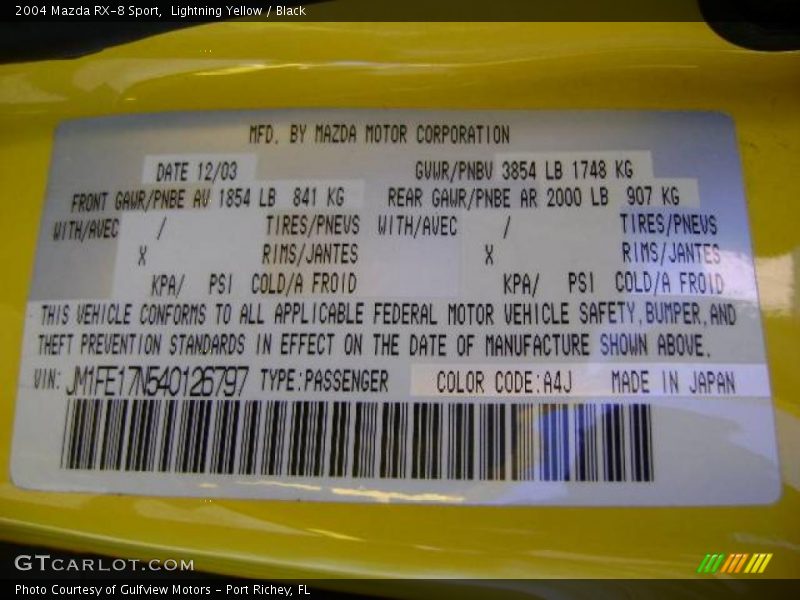 2004 Mazda RX-8 Sport,  Lightning Yellow / Black
MFD. BY MAZDA MOTOR CORPORATION
DATE 12/03 GVWR/PNBV 3854 LB 1748 KG
FRONT GAWR/PNBE AV 1854 LB 841 KG REAR GAWR/PNBE AR 2000 LB 907 KG
WITH/AVEC / TIRES/PNEUS WITH/AVEC / TIRES/PNEUS
X RIMS/JANTES X RIMS/JANTES
KPA/ PSI COLD/A FROID KPA/ PSI COLD/A FROID
THIS VEHICLE CONFORMS TO ALL APPLICABLE FEDERAL MOTOR VEHICLE SAFETY, BUMPER, AND
THEFT PREVENTION STANDARDS IN EFFECT ON THE DATE OF MANUFACTURE SHOWN ABOVE.
VIN: JM1FE17N540126797 TYPE:PASSENGER COLOR CODE:A4J MADE IN JAPAN
GTCARLOT.COM
Photo Courtesy of Gulfview Motors - Port Richey, FL